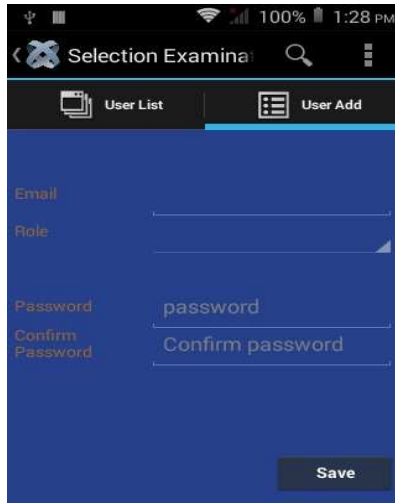 100% 1:28 PM
Selection Examina
User List
User Add
Email
Role
Password password
Confirm
Password Confirm password
Save